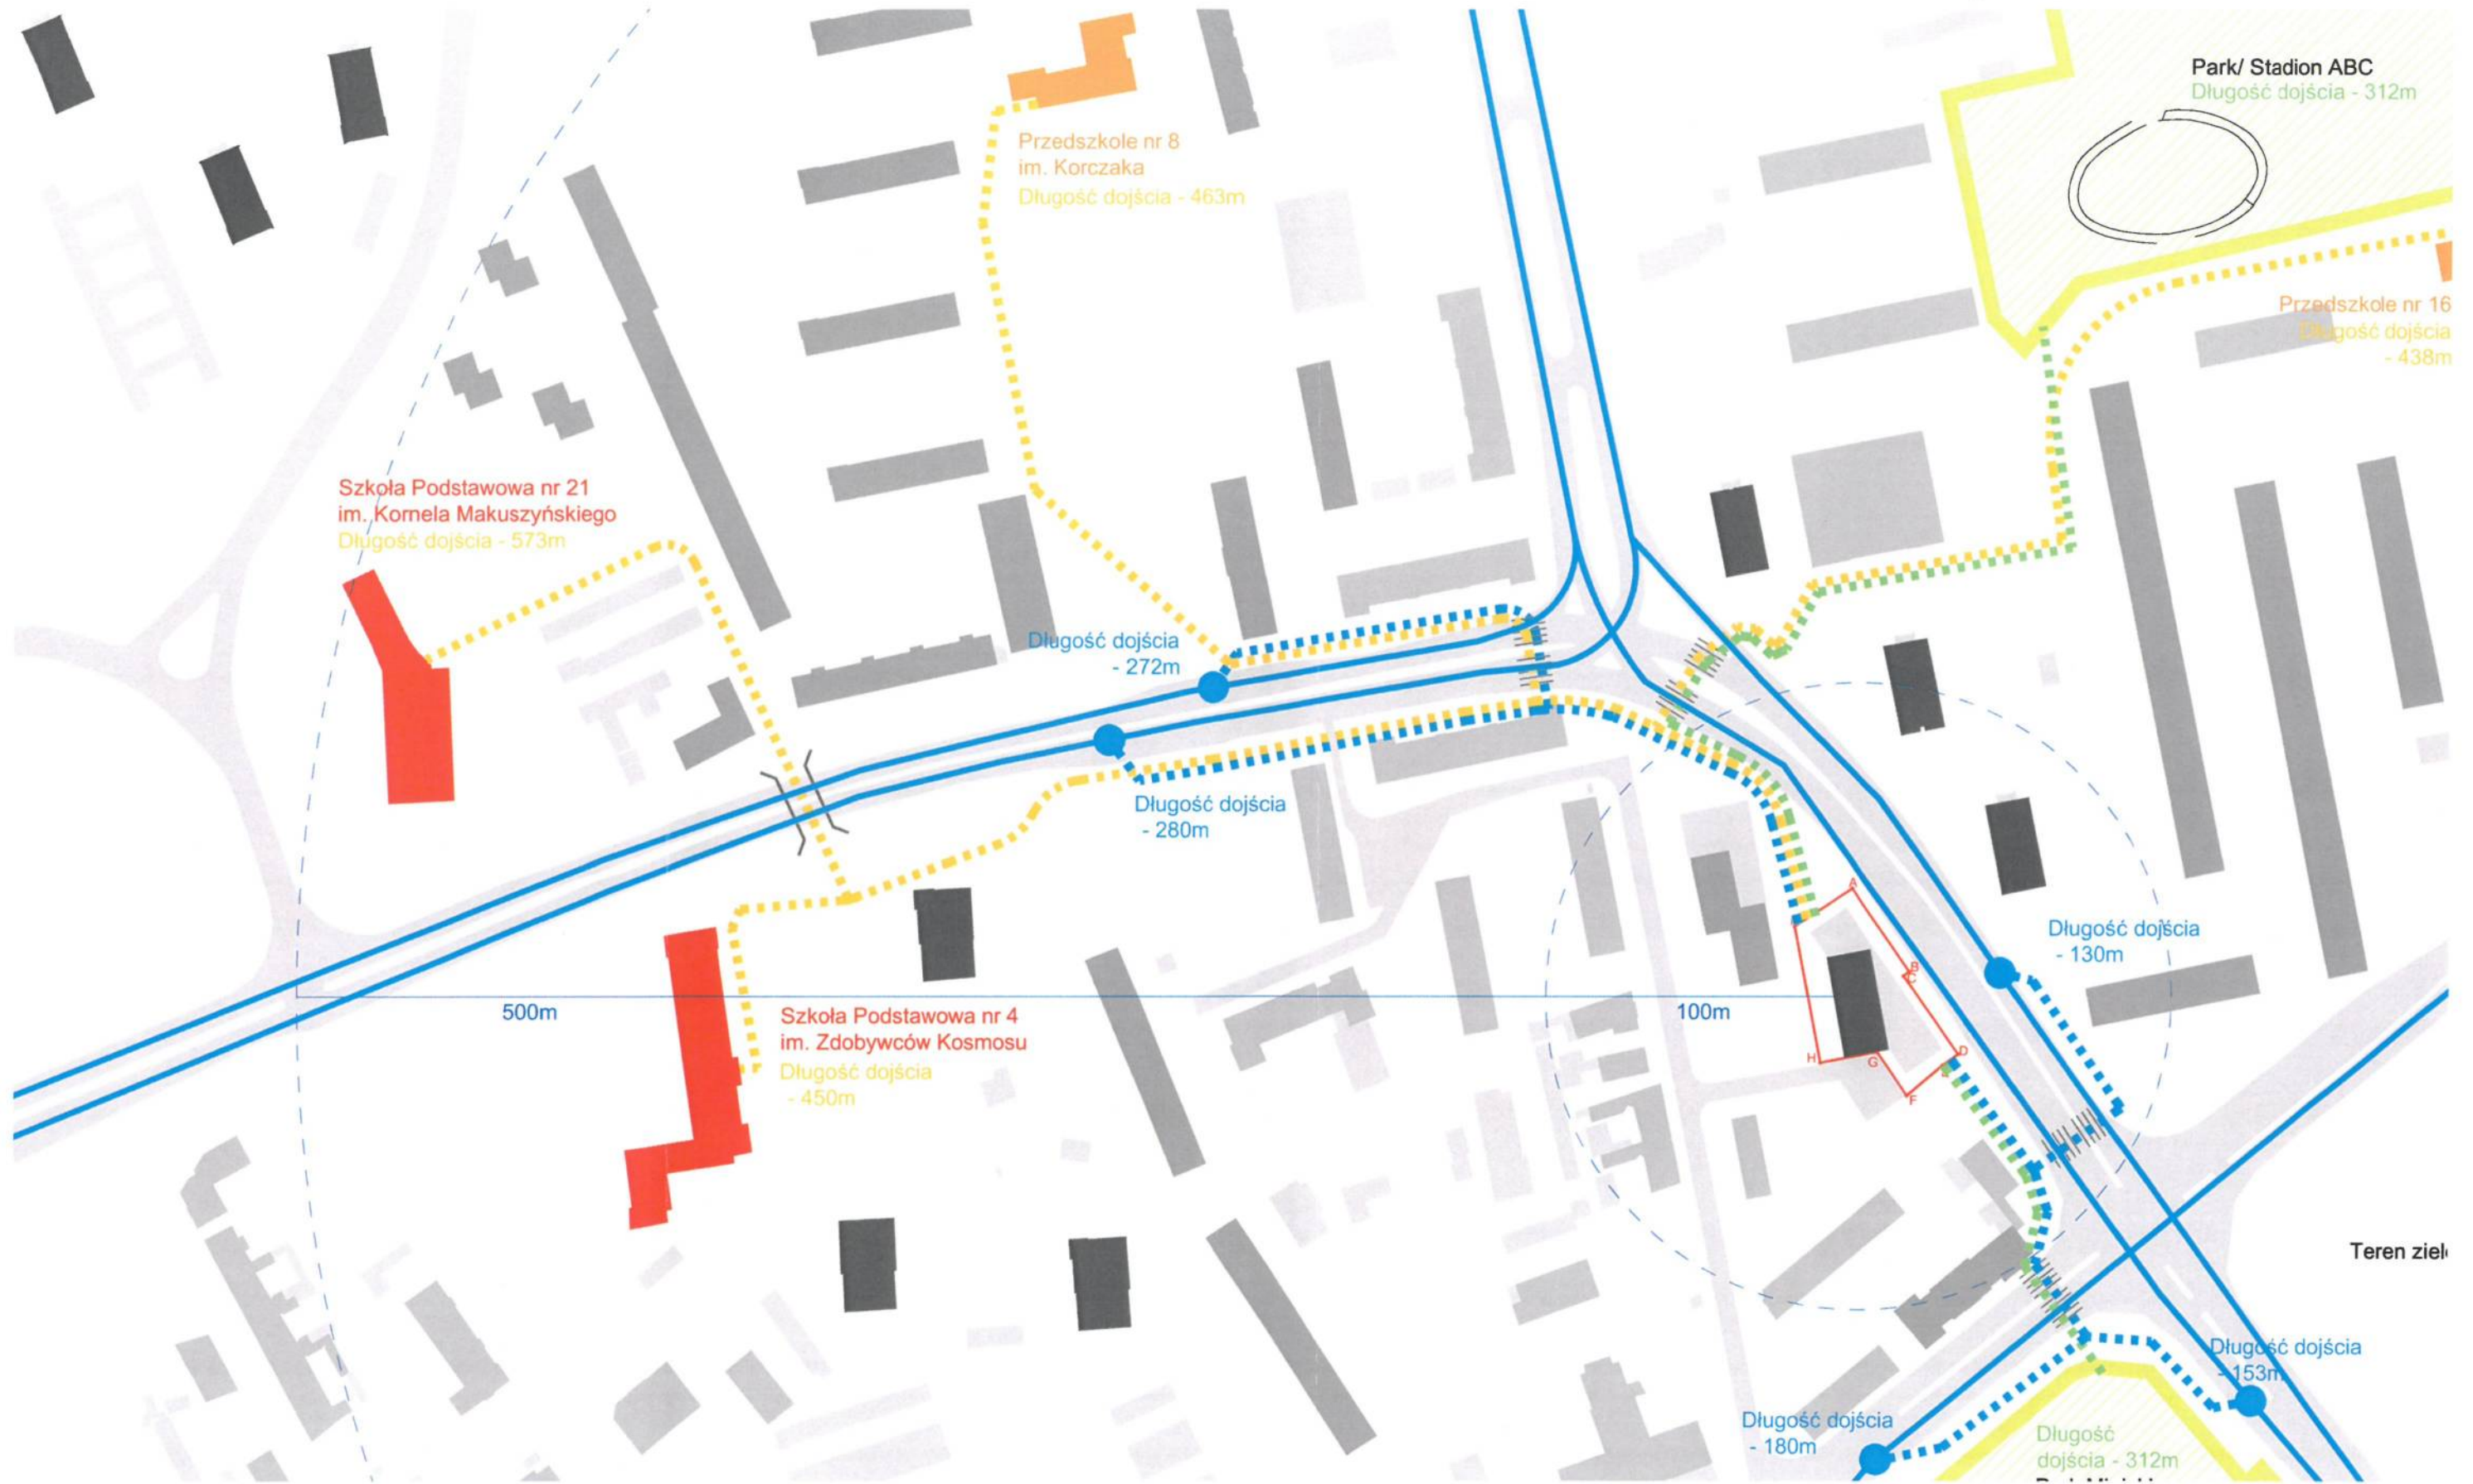 Park/ Stadion ABC
Długość dojścia - 312m
Przedszkole nr 8
im. Korczaka
Długość dojścia - 463m
Przedszkole nr 16
Długość dojścia
- 438m
Szkoła Podstawowa nr 21
im. Kornela Makuszyńskiego
Długość dojścia - 573m
Długość dojścia
- 272m
Długość dojścia
- 280m
A
B
C
D
E
F
G
H
Długość dojścia
- 130m
500m
100m
Szkoła Podstawowa nr 4
im. Zdobywców Kosmosu
Długość dojścia
- 450m
Teren ziel
Długość dojścia
- 153m
Długość dojścia
- 180m
Długość
dojścia - 312m